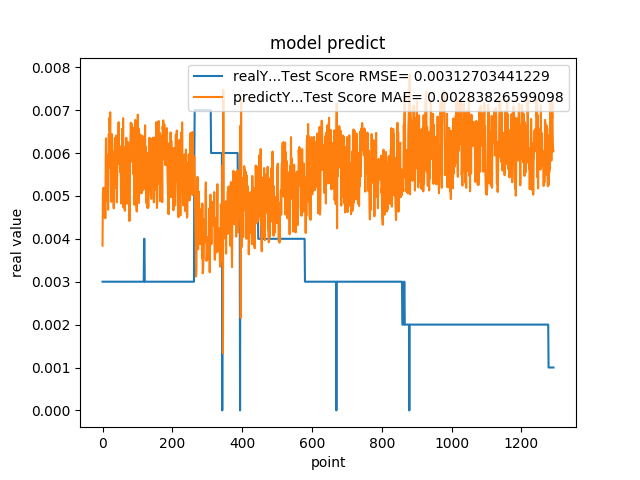 model predict
realY...Test Score RMSE= 0.00312703441229
predictY...Test Score MAE= 0.00283826599098
0.008
0.007
0.006
0.005
0.004
0.003
0.002
0.001
0.000
real value
0 200 400 600 800 1000 1200
point